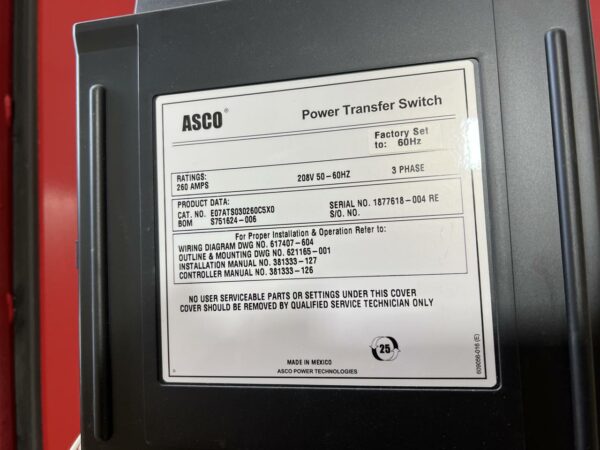 ASCO®
Power Transfer Switch
Factory Set
to: 60Hz
RATINGS:
260 AMPS
208V 50-60HZ
3 PHASE
PRODUCT DATA:
CAT. NO. E07ATS030260C5X0
BOM S751624-006
SERIAL NO. 1877618-004 RE
S/O NO.
For Proper Installation & Operation Refer to:
WIRING DIAGRAM DWG NO. 617407-604
OUTLINE & MOUNTING DWG NO. 621165-001
INSTALLATION MANUAL NO. 381333-127
CONTROLLER MANUAL NO. 381333-126
NO USER SERVICEABLE PARTS OR SETTINGS UNDER THIS COVER
COVER SHOULD BE REMOVED BY QUALIFIED SERVICE TECHNICIAN ONLY
25
MADE IN MEXICO
ASCO POWER TECHNOLOGIES
609056-016 (E)